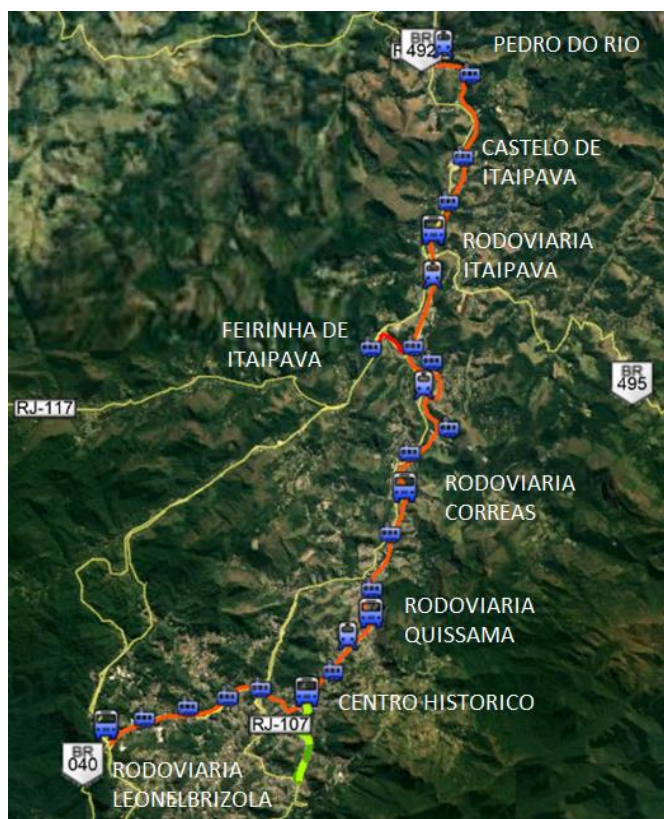 BR
492
PEDRO DO RIO
CASTELO DE
ITAIPAVA
RODOVIARIA
ITAIPAVA
FEIRINHA DE
ITAIPAVA
BR
495
RJ-117
RODOVIARIA
CORREAS
RODOVIARIA
QUISSAMA
CENTRO HISTORICO
RJ-107
BR
040
RODOVIARIA
LEONELBRIZOLA